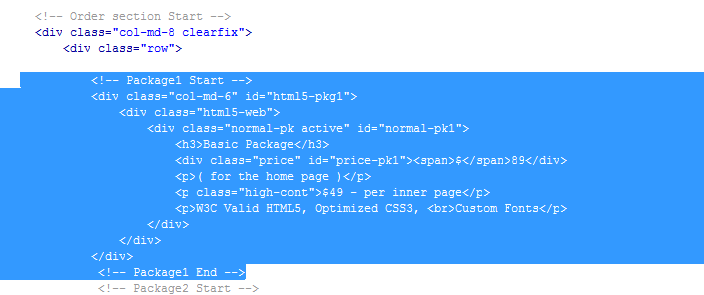 <!-- Order section Start -->
<div class="col-md-8 clearfix">
<div class="row">
<!-- Package1 Start -->
<div class="col-md-6" id="html5-pkg1">
<div class="html5-web">
<div class="normal-pk active" id="normal-pk1">
<h3>Basic Package</h3>
<div class="price" id="price-pk1"><span>$</span>89</div>
<p>( for the home page )</p>
<p class="high-cont">$49 - per inner page</p>
<p>W3C Valid HTML5, Optimized CSS3, <br>Custom Fonts</p>
</div>
</div>
</div>
<!-- Package1 End -->
<!-- Package2 Start -->